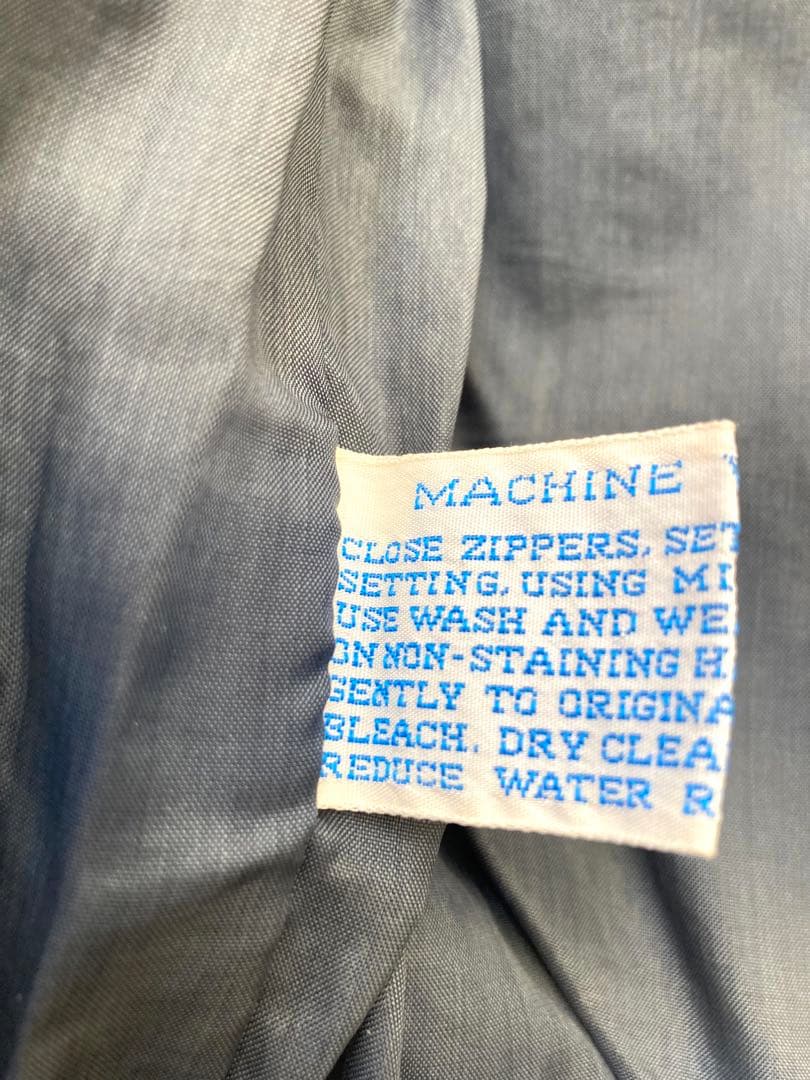 MACHINE
CLOSE ZIPPERS, SET
SETTING, USING MI
USE WASH AND WE
ON NON-STAINING H
GENTLY TO ORIGINA
BLEACH. DRY CLEA
REDUCE WATER R